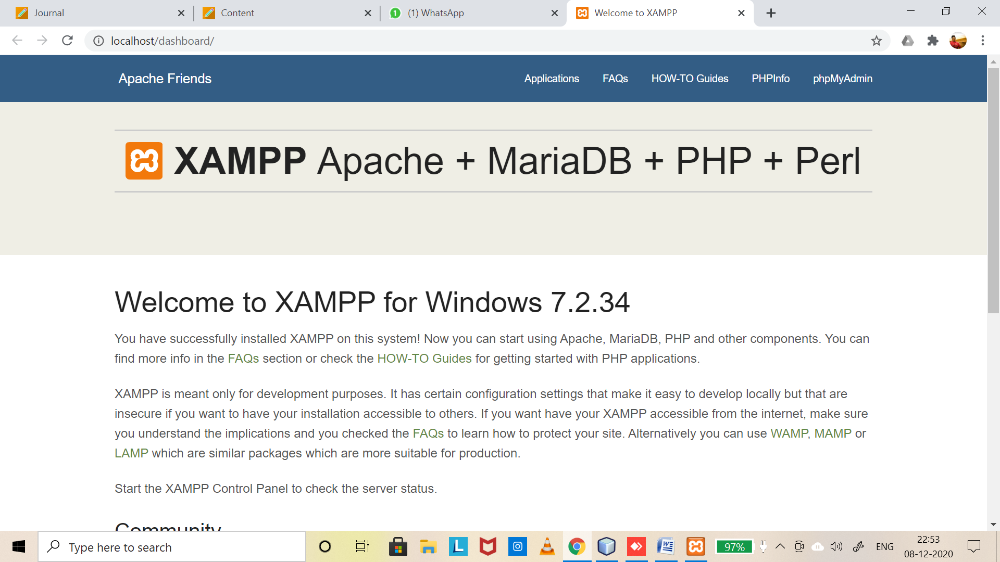 Journal
Content
(1) WhatsApp
Welcome to XAMPP
localhost/dashboard/
Apache Friends
Applications
FAQs
HOW-TO Guides
PHPInfo
phpMyAdmin
XAMPP Apache + MariaDB + PHP + Perl
Welcome to XAMPP for Windows 7.2.34
You have successfully installed XAMPP on this system! Now you can start using Apache, MariaDB, PHP and other components. You can
find more info in the FAQs section or check the HOW-TO Guides for getting started with PHP applications.
XAMPP is meant only for development purposes. It has certain configuration settings that make it easy to develop locally but that are
insecure if you want to have your installation accessible to others. If you want have your XAMPP accessible from the internet, make sure
you understand the implications and you checked the FAQs to learn how to protect your site. Alternatively you can use WAMP, MAMP or
LAMP which are similar packages which are more suitable for production.
Start the XAMPP Control Panel to check the server status.
Community
Type here to search
L
W
97%
ENG
22:53
08-12-2020